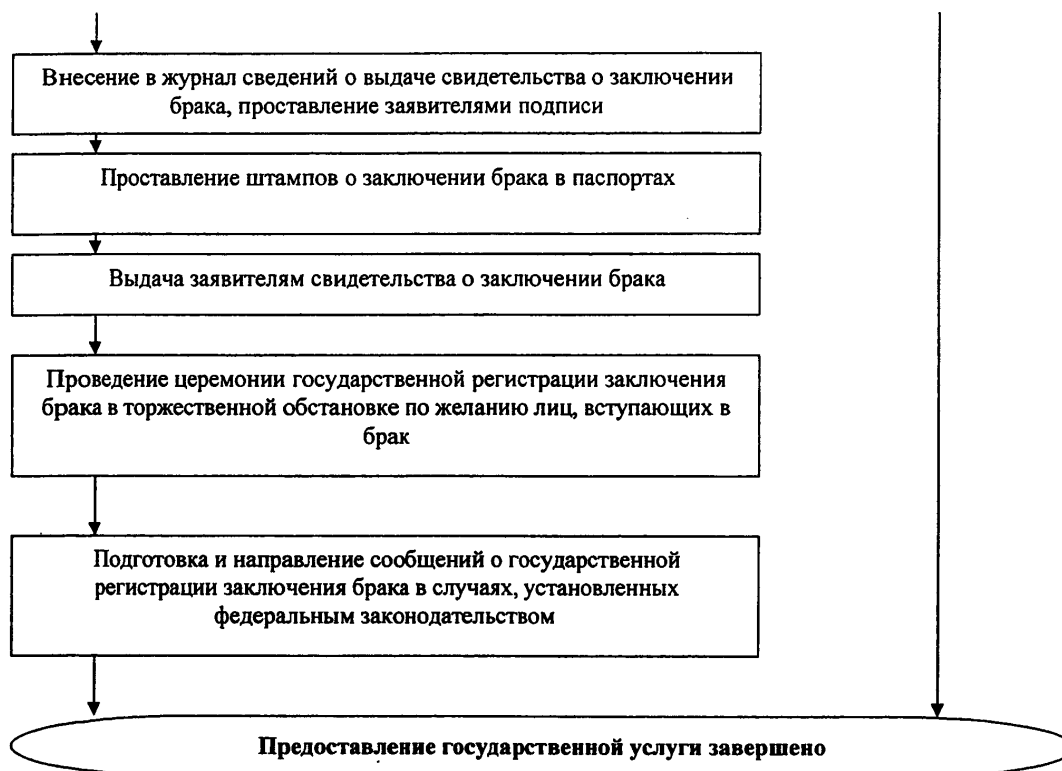 Внесение в журнал сведений о выдаче свидетельства о заключении
брака, проставление заявителями подписи
Проставление штампов о заключении брака в паспортах
Выдача заявителям свидетельства о заключении брака
Проведение церемонии государственной регистрации заключения
брака в торжественной обстановке по желанию лиц, вступающих в
брак
Подготовка и направление сообщений о государственной
регистрации заключения брака в случаях, установленных
федеральным законодательством
Предоставление государственной услуги завершено